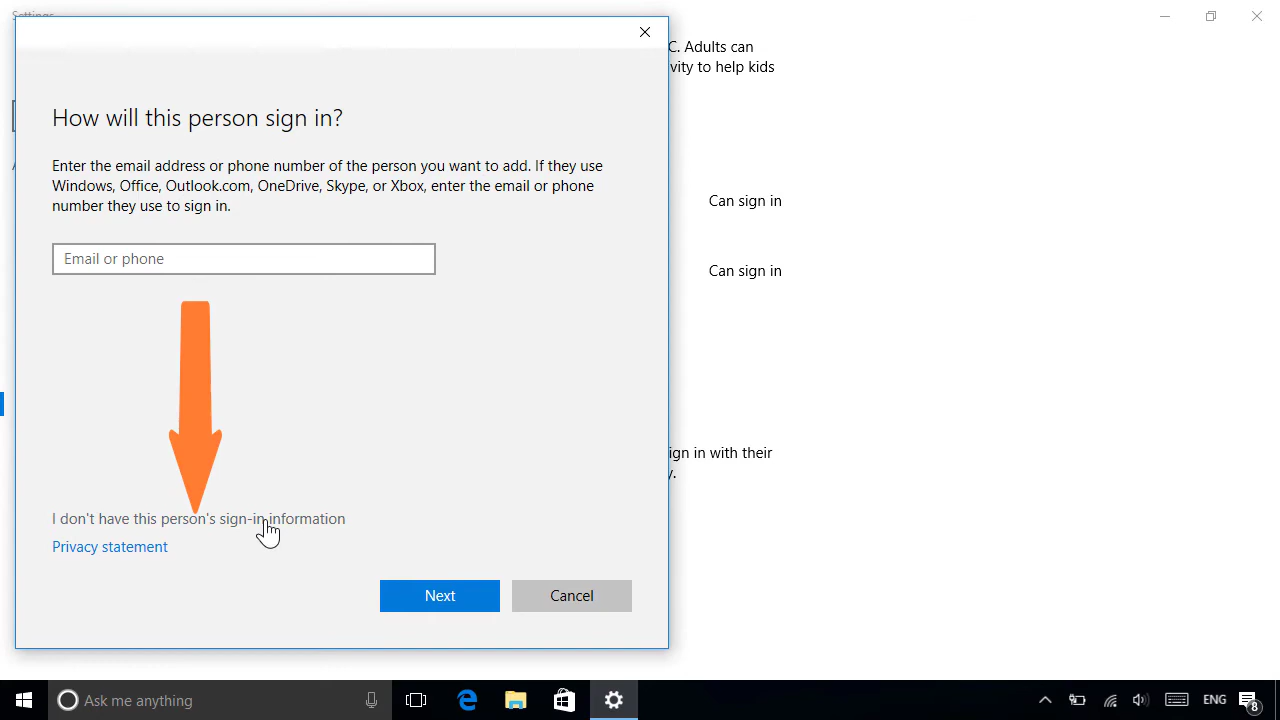 Settings
C. Adults can
vity to help kids
How will this person sign in?
Enter the email address or phone number of the person you want to add. If they use
Windows, Office, Outlook.com, OneDrive, Skype, or Xbox, enter the email or phone
number they use to sign in.
Can sign in
Email or phone
Can sign in
ign in with their
y.
I don't have this person's sign-in information
Privacy statement
Next
Cancel
Ask me anything
ENG
8